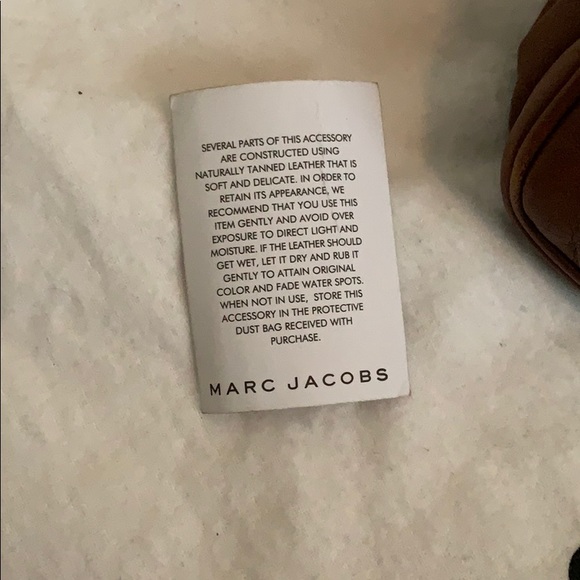 SEVERAL PARTS OF THIS ACCESSORY
ARE CONSTRUCTED USING
NATURALLY TANNED LEATHER THAT IS
SOFT AND DELICATE. IN ORDER TO
RETAIN ITS APPEARANCE, WE
RECOMMEND THAT YOU USE THIS
ITEM GENTLY AND AVOID OVER
EXPOSURE TO DIRECT LIGHT AND
MOISTURE. IF THE LEATHER SHOULD
GET WET, LET IT DRY AND RUB IT
GENTLY TO ATTAIN ORIGINAL
COLOR AND FADE WATER SPOTS.
WHEN NOT IN USE, STORE THIS
ACCESSORY IN THE PROTECTIVE
DUST BAG RECEIVED WITH
PURCHASE.
MARC JACOBS